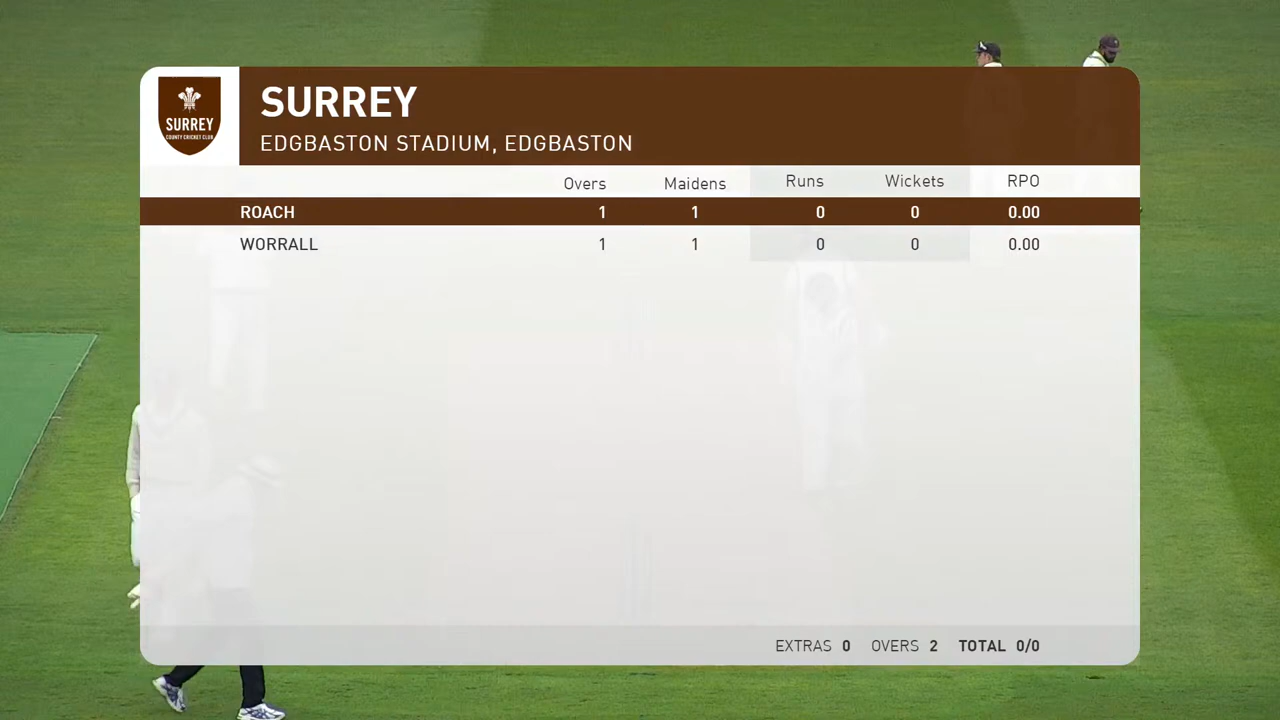 SURREY
COUNTY CRICKET CLUB
SURREY
EDGBASTON STADIUM, EDGBASTON
Overs Maidens Runs Wickets RPO
ROACH 1 1 0 0 0.00
WORRALL 1 1 0 0 0.00
EXTRAS 0 OVERS 2 TOTAL 0/0